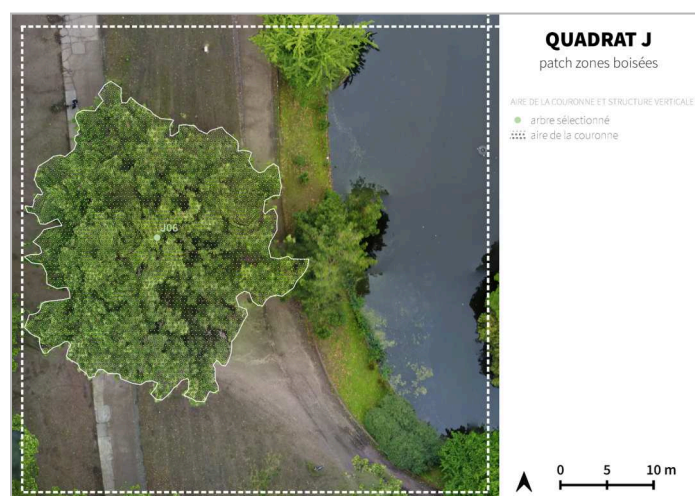 QUADRAT J
patch zones boisées
AIRE DE LA COURONNE ET STRUCTURE VERTICALE
arbre sélectionné
aire de la couronne
J06
0 5 10 m